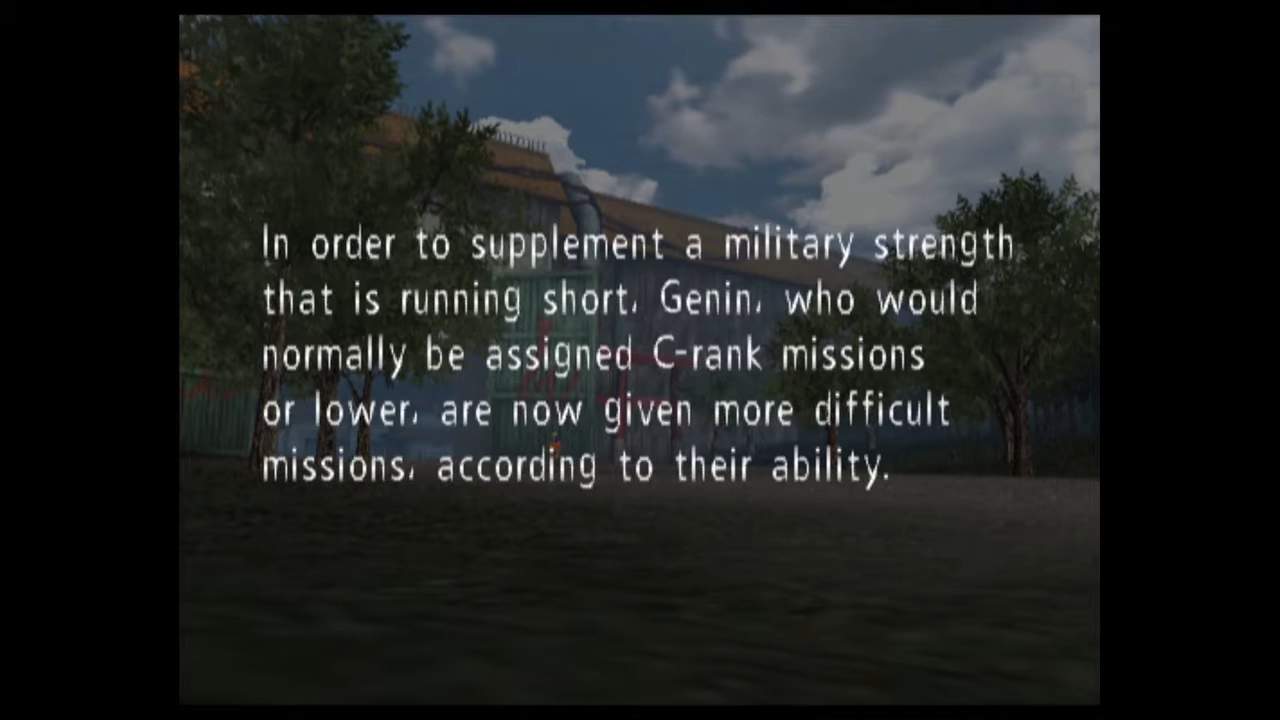 In order to supplement a military strength
that is running short, Genin, who would
normally be assigned C-rank missions
or lower, are now given more difficult
missions, according to their ability.